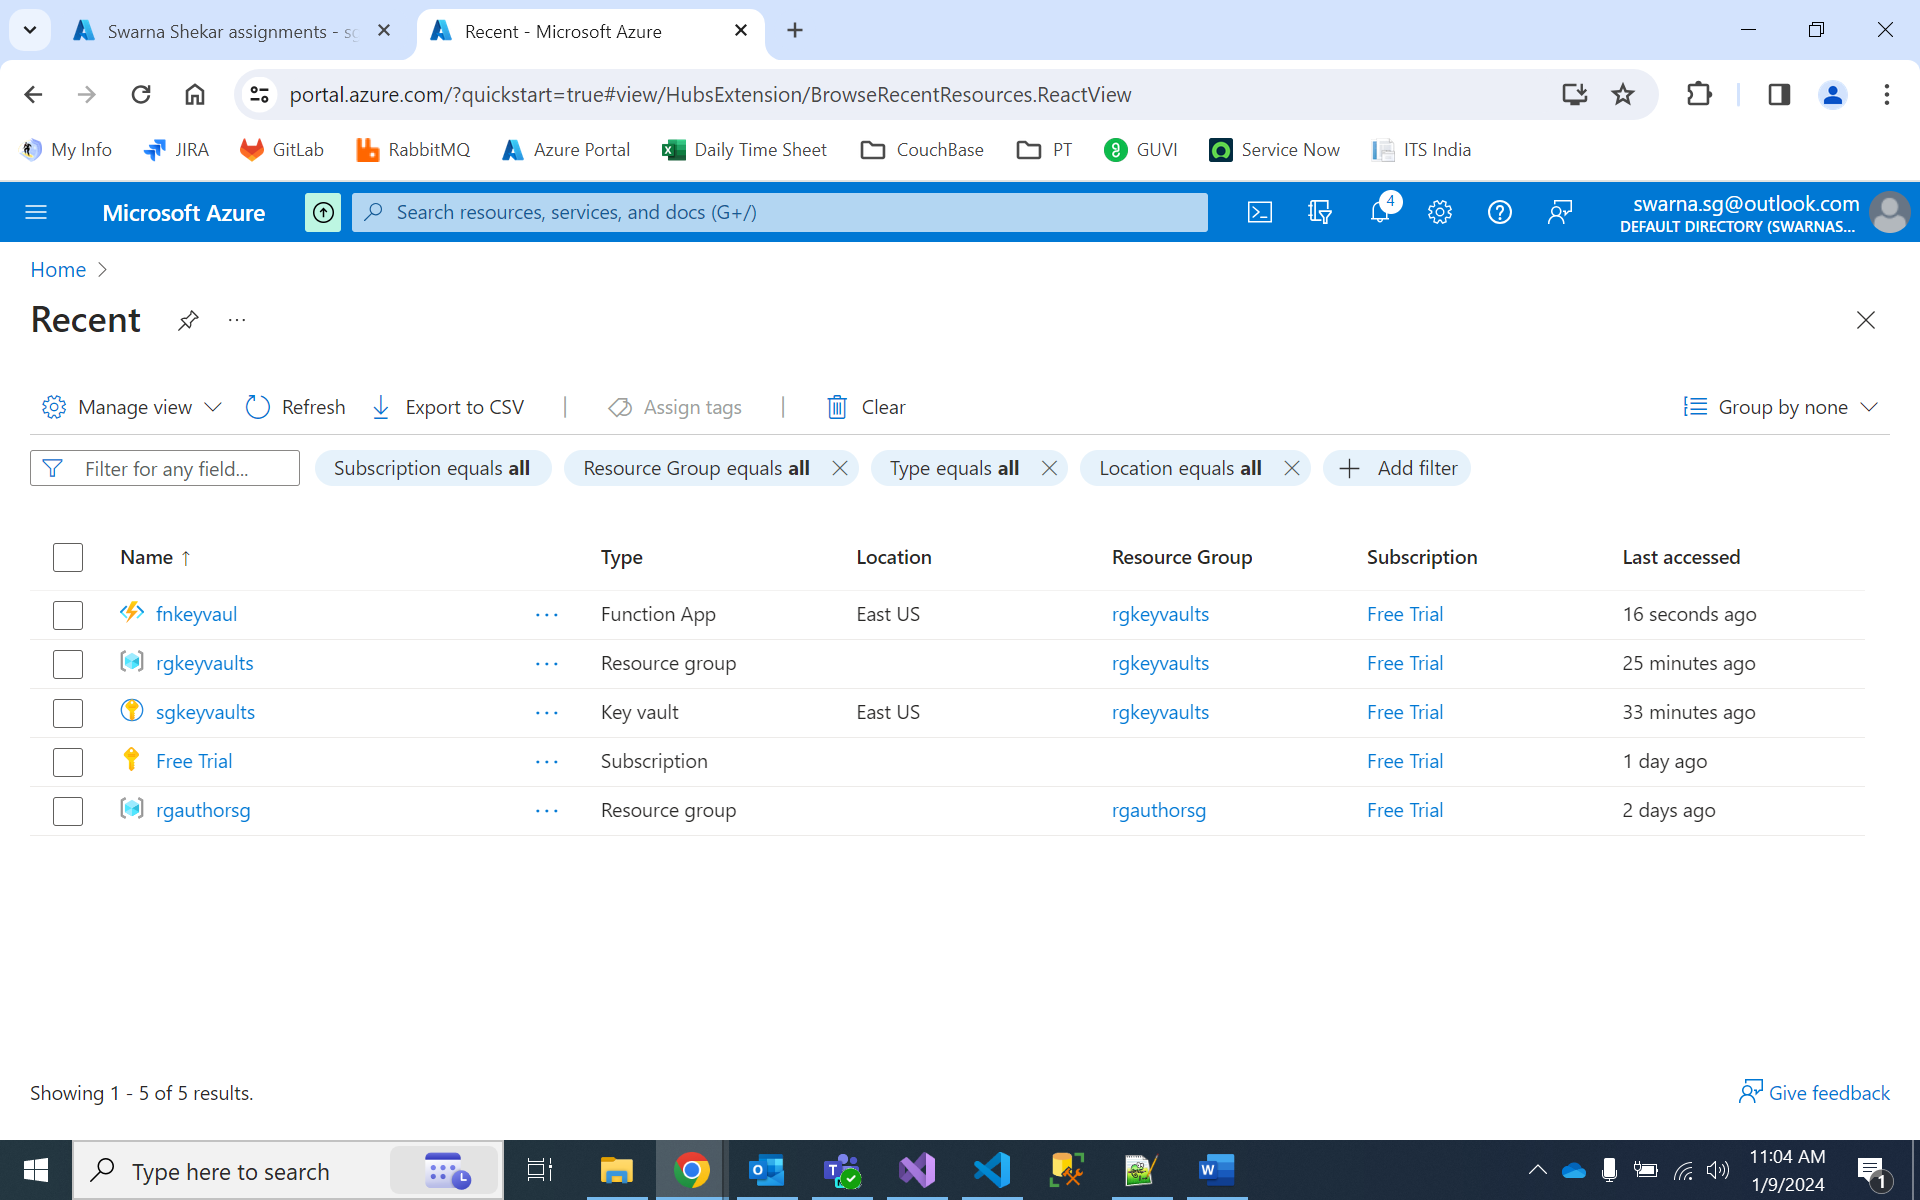 Swarna Shekar assignments - sg
Recent - Microsoft Azure
portal.azure.com/?quickstart=true#view/HubsExtension/BrowseRecentResources.ReactView
My Info JIRA GitLab RabbitMQ Azure Portal Daily Time Sheet CouchBase PT GUVI Service Now ITS India
Microsoft Azure
Search resources, services, and docs (G+/)
4
swarna.sg@outlook.com
DEFAULT DIRECTORY (SWARNAS...
Home
Recent
Manage view Refresh Export to CSV | Assign tags | Clear Group by none
Filter for any field... Subscription equals all Resource Group equals all Type equals all Location equals all Add filter
Name ↑ Type Location Resource Group Subscription Last accessed
fnkeyvaul ... Function App East US rgkeyvaults Free Trial 16 seconds ago
rgkeyvaults ... Resource group rgkeyvaults Free Trial 25 minutes ago
sgkeyvaults ... Key vault East US rgkeyvaults Free Trial 33 minutes ago
Free Trial ... Subscription Free Trial 1 day ago
rgauthorsg ... Resource group rgauthorsg Free Trial 2 days ago
Showing 1 - 5 of 5 results.
Give feedback
Type here to search
11:04 AM
1/9/2024
1